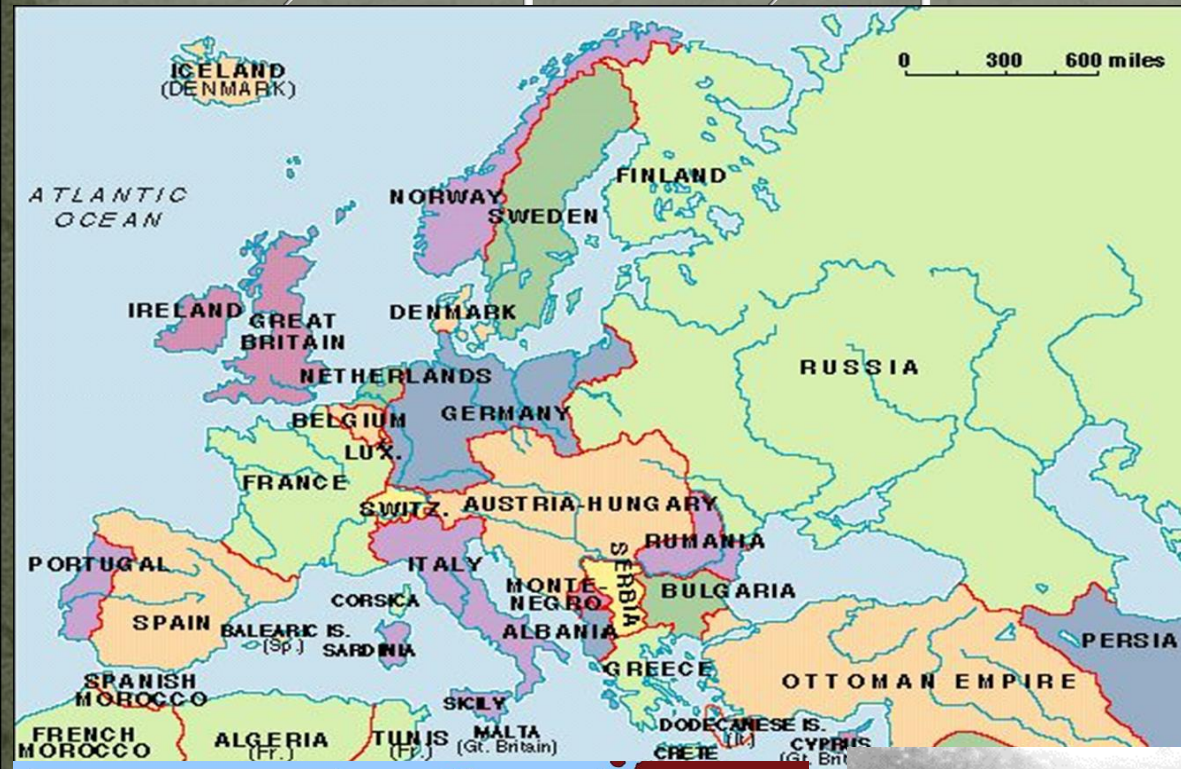 0 300 600 miles
ICELAND
(DENMARK)
ATLANTIC
OCEAN
NORWAY
FINLAND
SWEDEN
IRELAND
GREAT
BRITAIN
DENMARK
NETHERLANDS
RUSSIA
BELGIUM
GERMANY
LUX.
FRANCE
SWITZ.
AUSTRIA-HUNGARY
RUMANIA
SERBIA
PORTUGAL
ITALY
MONTE-
NEGRO
BULGARIA
CORSICA
SPAIN
BALEARIC IS.
(Sp.)
SARDINIA
ALBANIA
PERSIA
GREECE
OTTOMAN EMPIRE
SPANISH
MOROCCO
SICILY
FRENCH
MOROCCO
ALGERIA
(Fr.)
TUNIS
(Fr.)
MALTA
(Gt. Britain)
DODECANESE IS.
(It.)
CRETE
CYPRUS
(Gt.